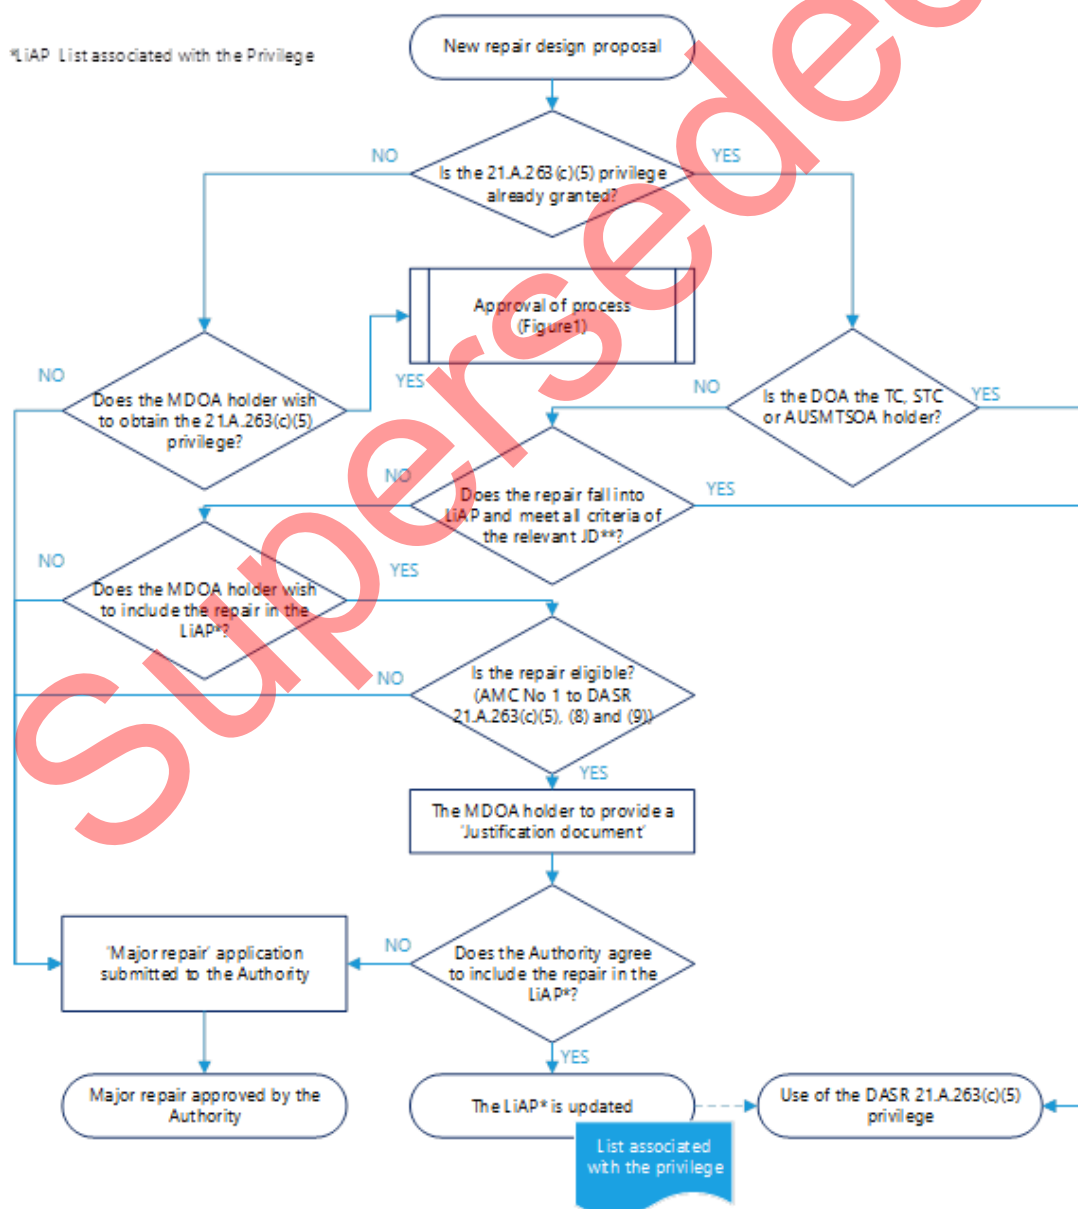 New repair design proposal
*LiAP List associated with the Privilege
NO
YES
Is the 21.A.263(c)(5) privilege
already granted?
Approval of process
(Figure1)
NO
YES
NO
YES
Does the MDOA holder wish
to obtain the 21.A.263(c)(5)
privilege?
Is the DOA the TC, STC
or AUSMTSOA holder?
NO
YES
Does the repair fall into
LiAP and meet all criteria of
the relevant JD**?
NO
YES
Does the MDOA holder wish
to include the repair in the
LiAP*?
NO
Is the repair eligible?
(AMC No 1 to DASR
21.A.263(c)(5), (8) and (9))
YES
The MDOA holder to provide a
'Justification document'
NO
'Major repair' application
submitted to the Authority
Does the Authority agree
to include the repair in the
LiAP*?
YES
Major repair approved by the
Authority
The LiAP* is updated
Use of the DASR 21.A.263(c)(5)
privilege
List associated
with the privilege
Superseded